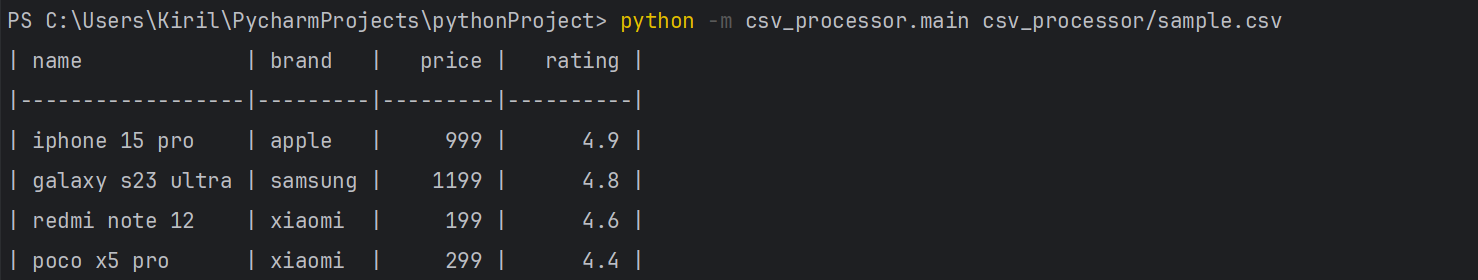 PS C:\Users\Kiril\PycharmProjects\pythonProject> python -m csv_processor.main csv_processor/sample.csv
| name             | brand   |   price |   rating |
|------------------|---------|---------|----------|
| iphone 15 pro    | apple   |     999 |      4.9 |
| galaxy s23 ultra | samsung |    1199 |      4.8 |
| redmi note 12    | xiaomi  |     199 |      4.6 |
| poco x5 pro      | xiaomi  |     299 |      4.4 |